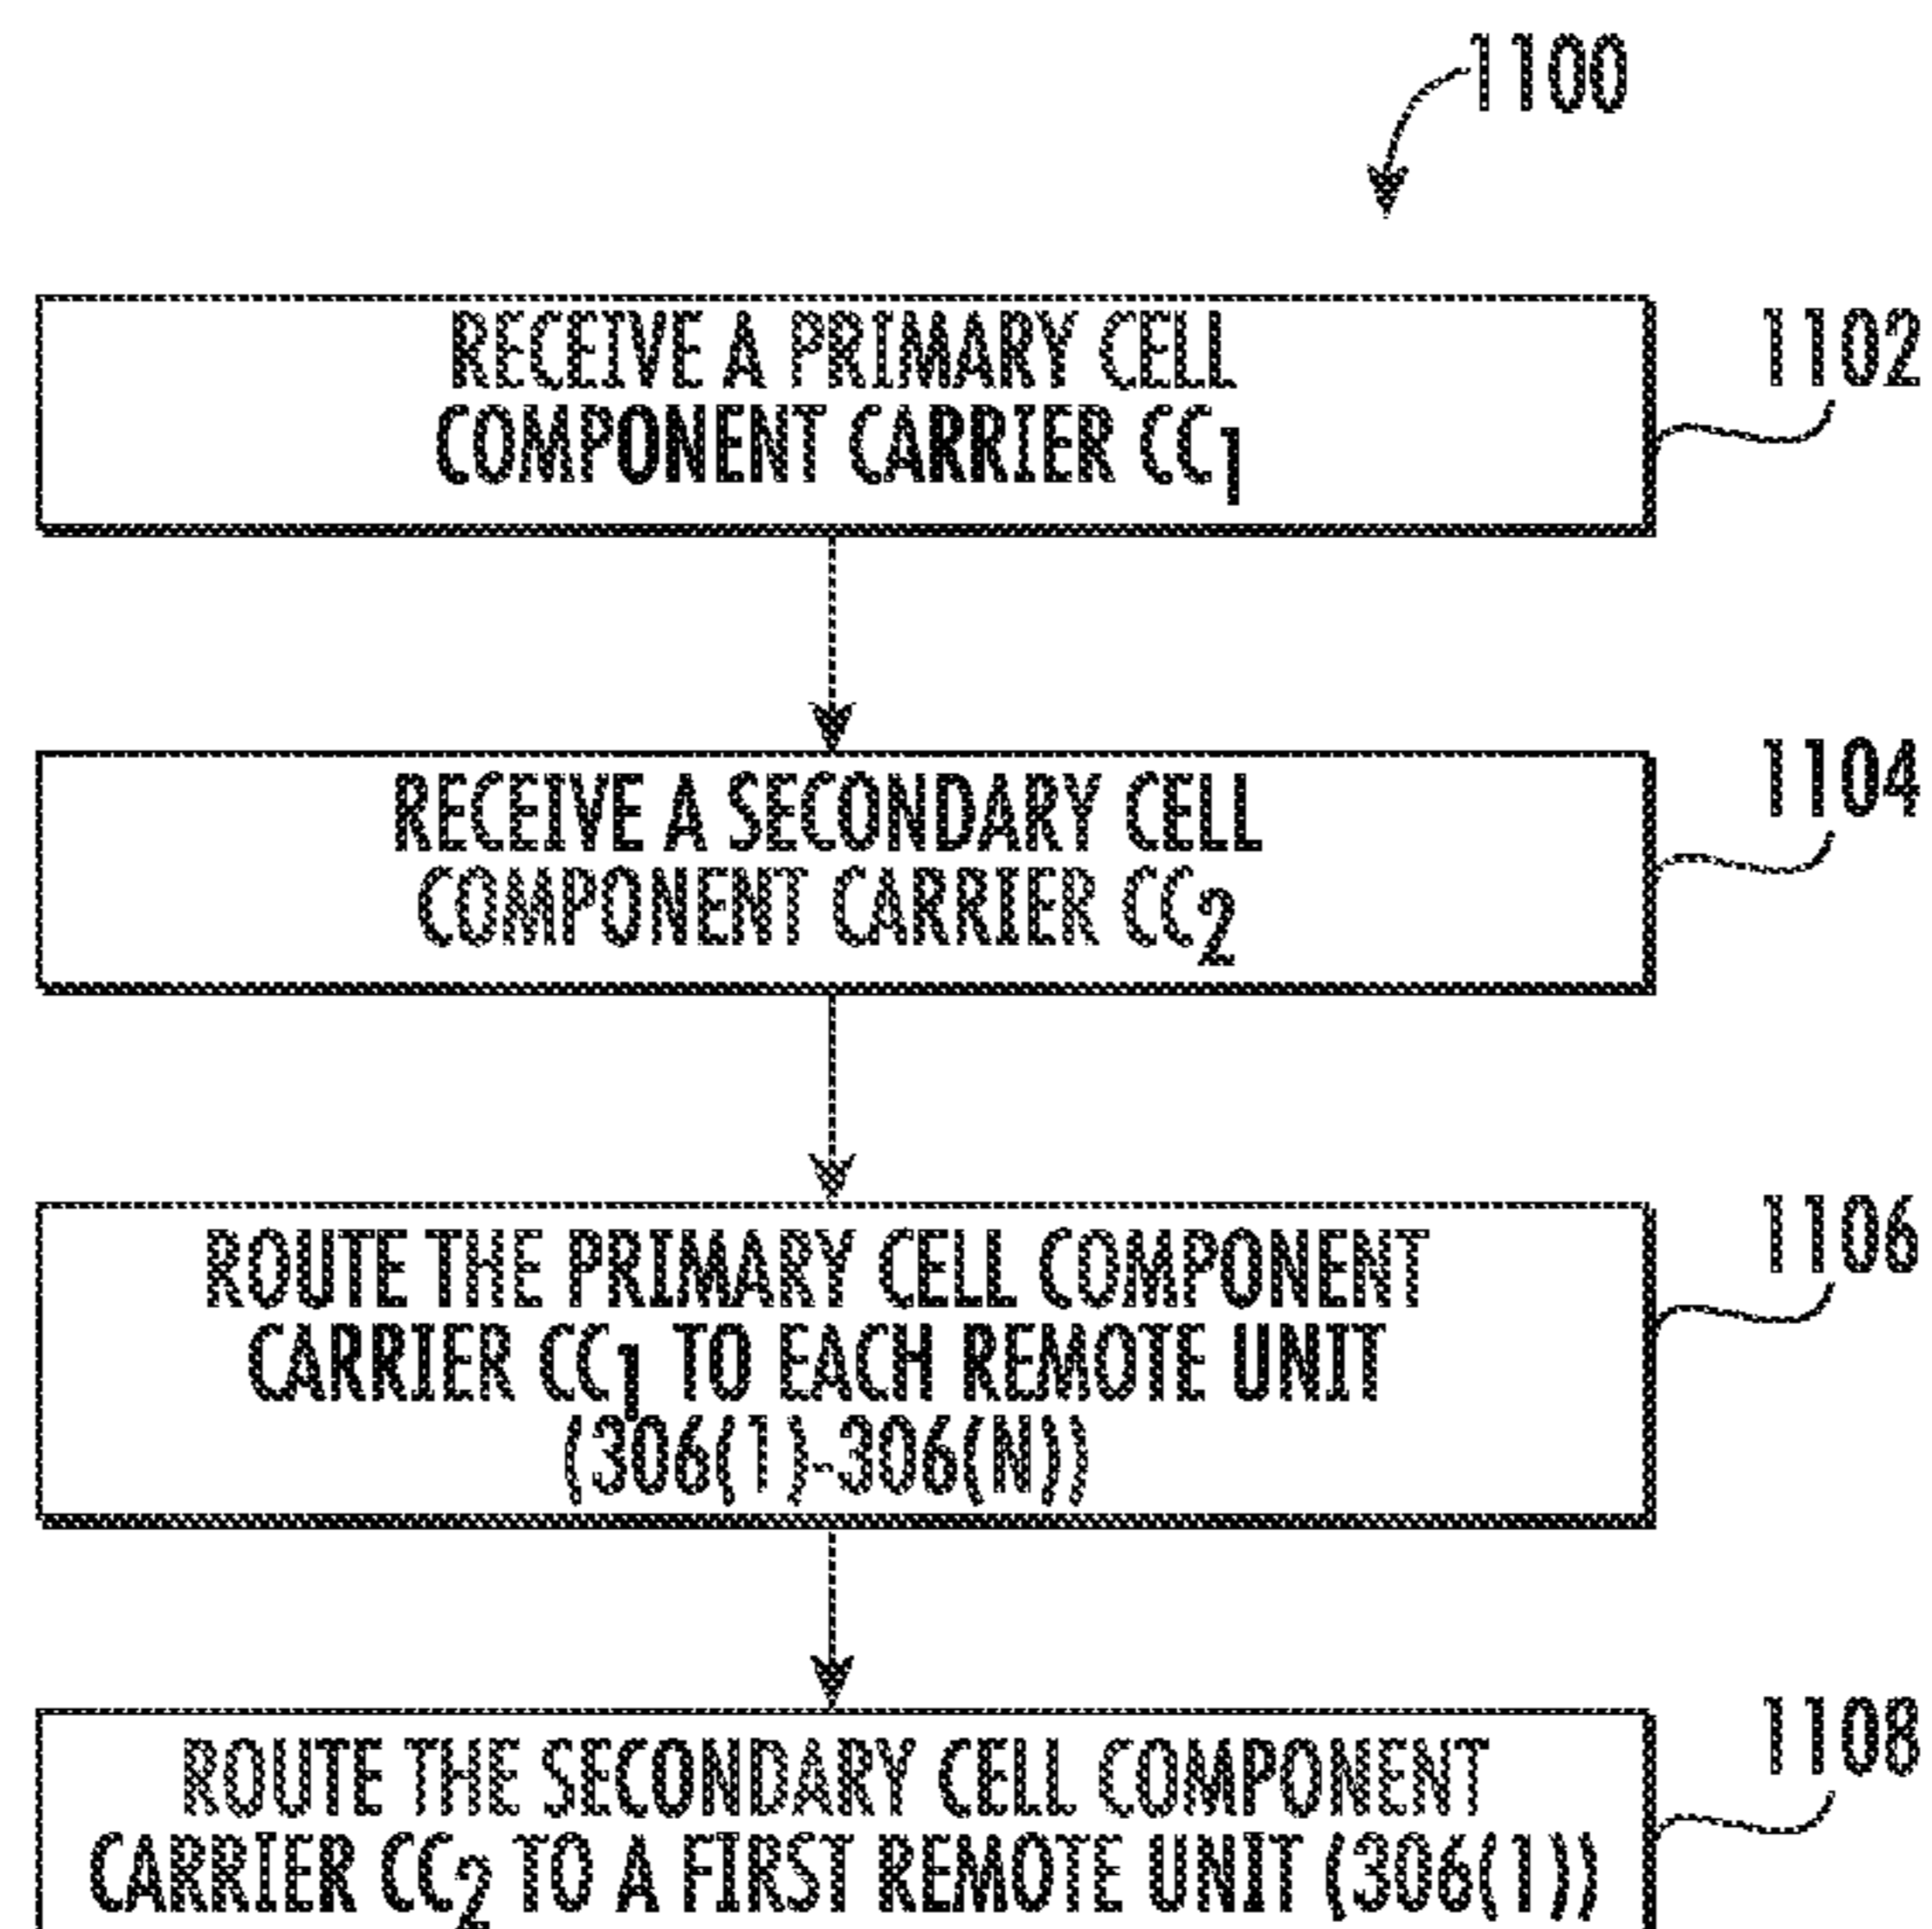 1100
RECEIVE A PRIMARY CELL
COMPONENT CARRIER CC1
1102
RECEIVE A SECONDARY CELL
COMPONENT CARRIER CC2
1104
ROUTE THE PRIMARY CELL COMPONENT
CARRIER CC1 TO EACH REMOTE UNIT
(306(1)-306(N))
1106
ROUTE THE SECONDARY CELL COMPONENT
CARRIER CC2 TO A FIRST REMOTE UNIT (306(1))
1108